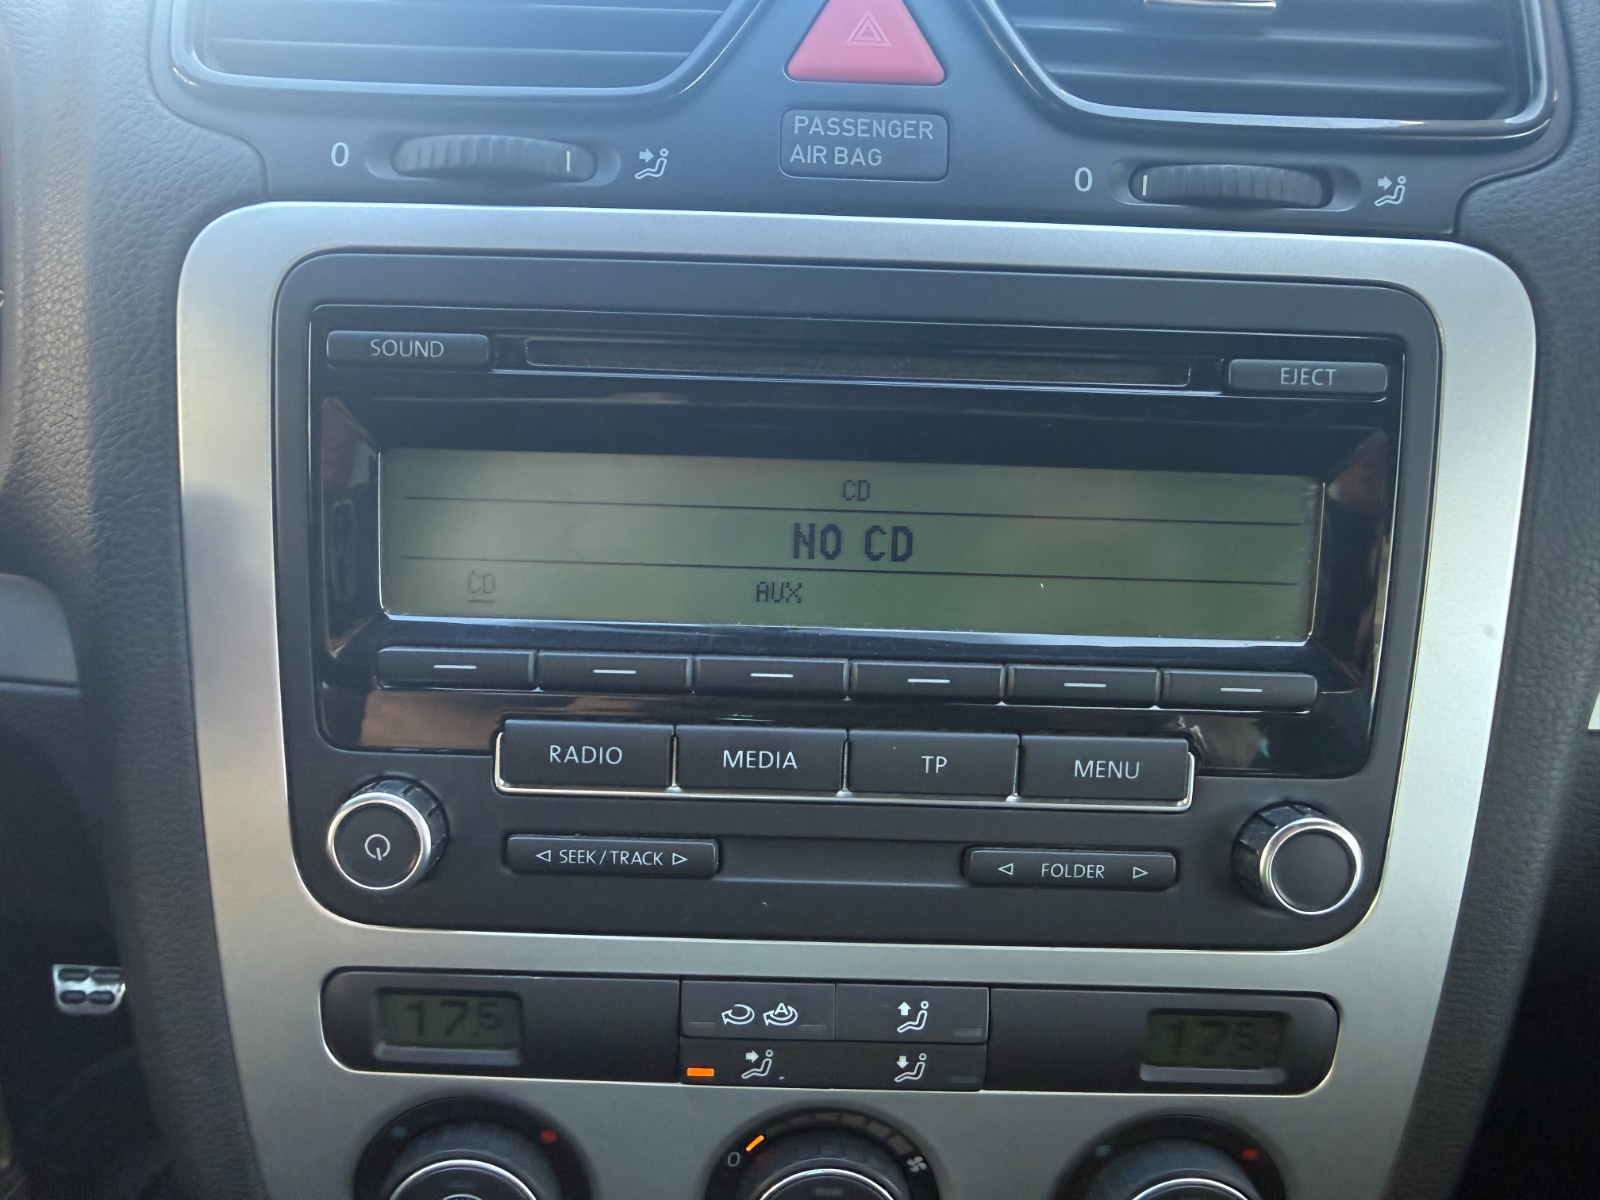 PASSENGER
AIR BAG
0
0
SOUND
EJECT
CD
NO CD
CD
AUX
RADIO
MEDIA
TP
MENU
SEEK / TRACK
FOLDER
17.5
17.5
A
0